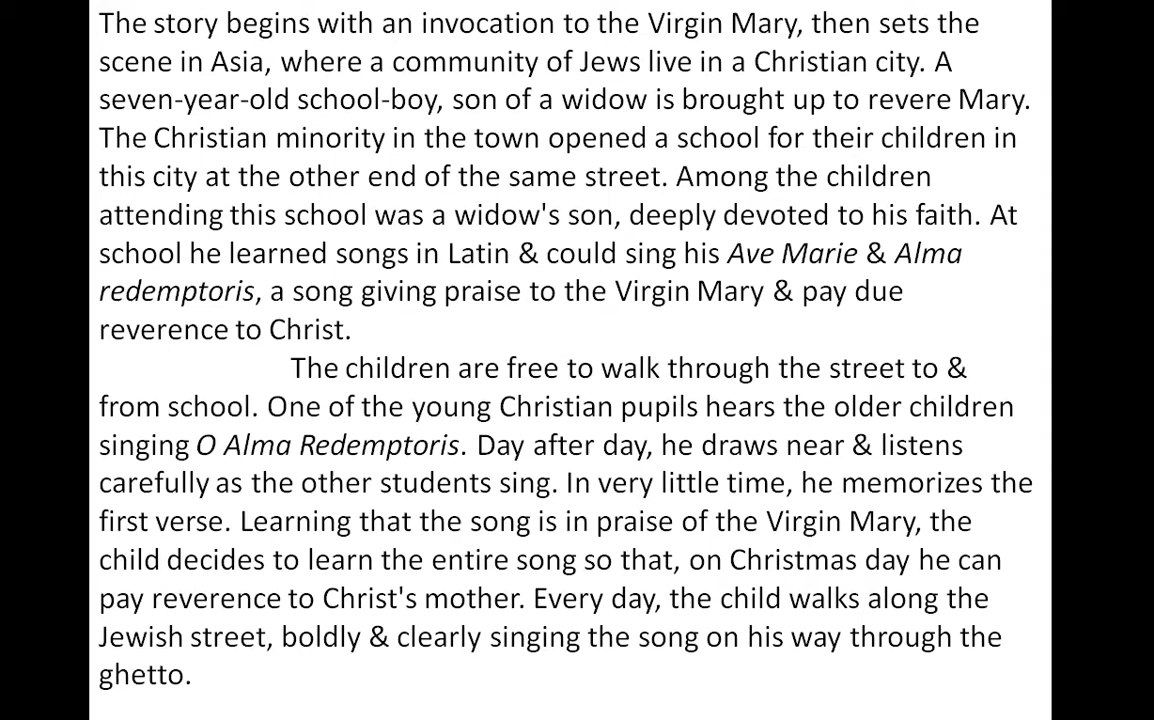 The story begins with an invocation to the Virgin Mary, then sets the
scene in Asia, where a community of Jews live in a Christian city. A
seven-year-old school-boy, son of a widow is brought up to revere Mary.
The Christian minority in the town opened a school for their children in
this city at the other end of the same street. Among the children
attending this school was a widow's son, deeply devoted to his faith. At
school he learned songs in Latin & could sing his Ave Marie & Alma
redemptoris, a song giving praise to the Virgin Mary & pay due
reverence to Christ.
The children are free to walk through the street to &
from school. One of the young Christian pupils hears the older children
singing O Alma Redemptoris. Day after day, he draws near & listens
carefully as the other students sing. In very little time, he memorizes the
first verse. Learning that the song is in praise of the Virgin Mary, the
child decides to learn the entire song so that, on Christmas day he can
pay reverence to Christ's mother. Every day, the child walks along the
Jewish street, boldly & clearly singing the song on his way through the
ghetto.